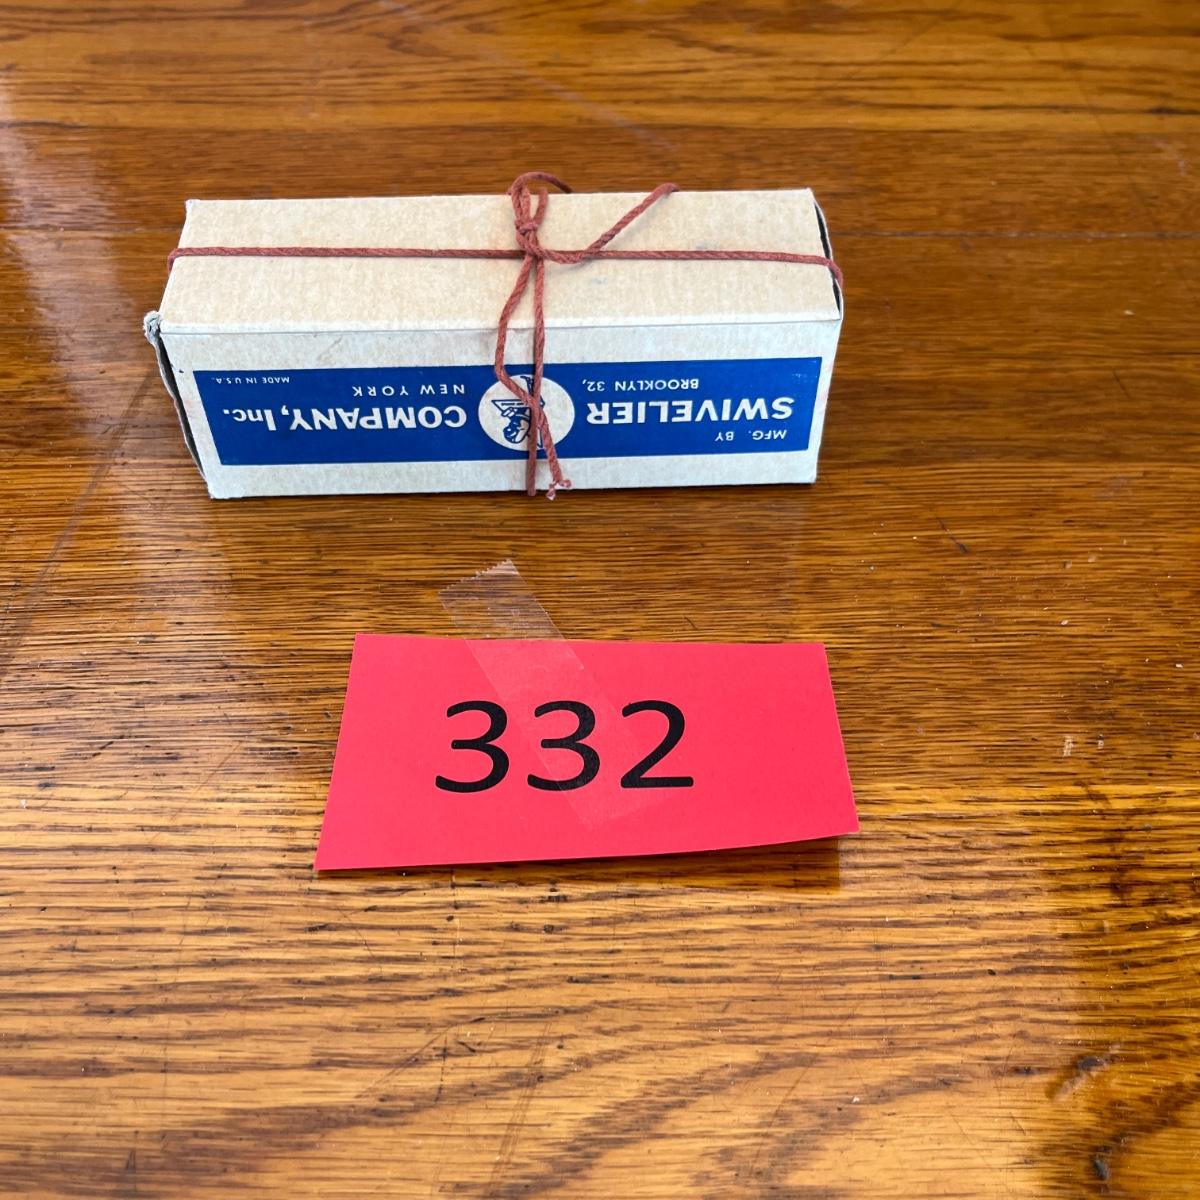 MFG. BY
SWIVELIER COMPANY, Inc.
BROOKLYN 32, NEW YORK
MADE IN U.S.A.
332